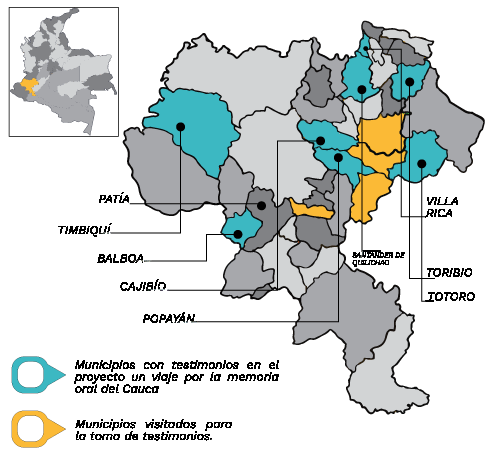 PATÍA
TIMBIQUÍ
BALBOA
CAJIBÍO
POPAYÁN
VILLA
RICA
SANTANDER DE
QUILICHAO
TORIBIO
TOTORO
Municipios con testimonios en el
proyecto un viaje por la memoria
oral del Cauca
Municipios visitados para
la toma de testimonios.